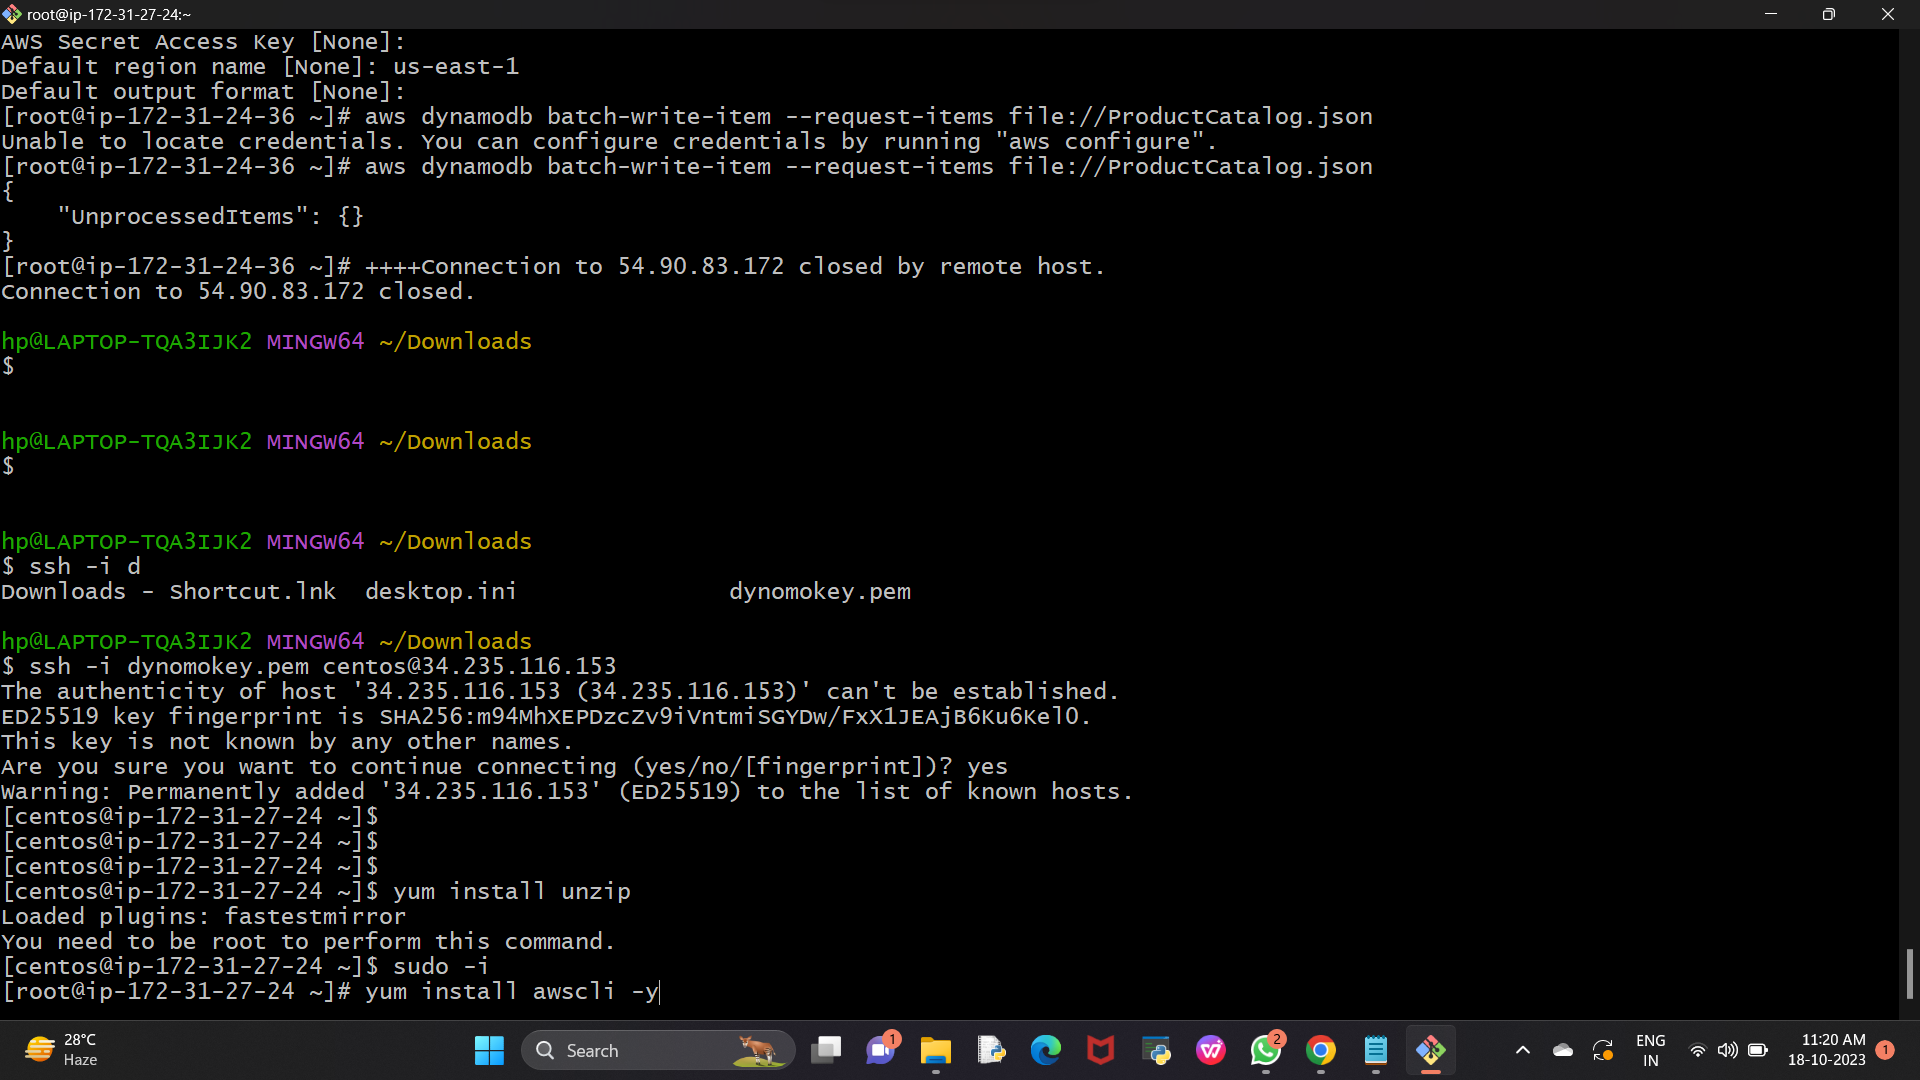 root@ip-172-31-27-24:~
AWS Secret Access Key [None]:
Default region name [None]: us-east-1
Default output format [None]:
[root@ip-172-31-24-36 ~]# aws dynamodb batch-write-item --request-items file://ProductCatalog.json
Unable to locate credentials. You can configure credentials by running "aws configure".
[root@ip-172-31-24-36 ~]# aws dynamodb batch-write-item --request-items file://ProductCatalog.json
{
    "UnprocessedItems": {}
}
[root@ip-172-31-24-36 ~]# ++++Connection to 54.90.83.172 closed by remote host.
Connection to 54.90.83.172 closed.
hp@LAPTOP-TQA3IJK2 MINGW64 ~/Downloads
$
hp@LAPTOP-TQA3IJK2 MINGW64 ~/Downloads
$
hp@LAPTOP-TQA3IJK2 MINGW64 ~/Downloads
$ ssh -i d
Downloads - Shortcut.lnk  desktop.ini               dynomokey.pem
hp@LAPTOP-TQA3IJK2 MINGW64 ~/Downloads
$ ssh -i dynomokey.pem centos@34.235.116.153
The authenticity of host '34.235.116.153 (34.235.116.153)' can't be established.
ED25519 key fingerprint is SHA256:m94MhXEPDzcZv9iVntmiSGYDw/FxX1JEAjB6Ku6Kel0.
This key is not known by any other names.
Are you sure you want to continue connecting (yes/no/[fingerprint])? yes
Warning: Permanently added '34.235.116.153' (ED25519) to the list of known hosts.
[centos@ip-172-31-27-24 ~]$
[centos@ip-172-31-27-24 ~]$
[centos@ip-172-31-27-24 ~]$
[centos@ip-172-31-27-24 ~]$ yum install unzip
Loaded plugins: fastestmirror
You need to be root to perform this command.
[centos@ip-172-31-27-24 ~]$ sudo -i
[root@ip-172-31-27-24 ~]# yum install awscli -y
28°C
Haze
Search
1
2
ENG
IN
11:20 AM
18-10-2023
1